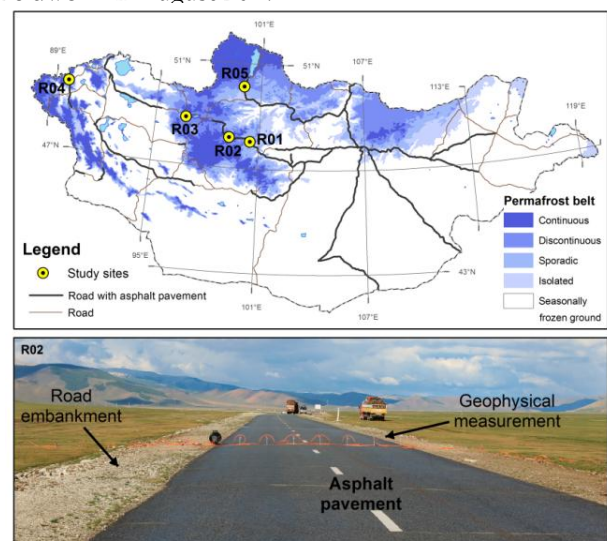 101°E
89°E
51°N
R05
51°N
107°E
R04
113°E
R03
119°E
47°N
R02
R01
47°N
Permafrost belt
Continuous
Discontinuous
Sporadic
Isolated
Seasonally
frozen ground
Legend
Study sites
Road with asphalt pavement
Road
95°E
43°N
101°E
107°E
R02
Road
embankment
Geophysical
measurement
Asphalt
pavement